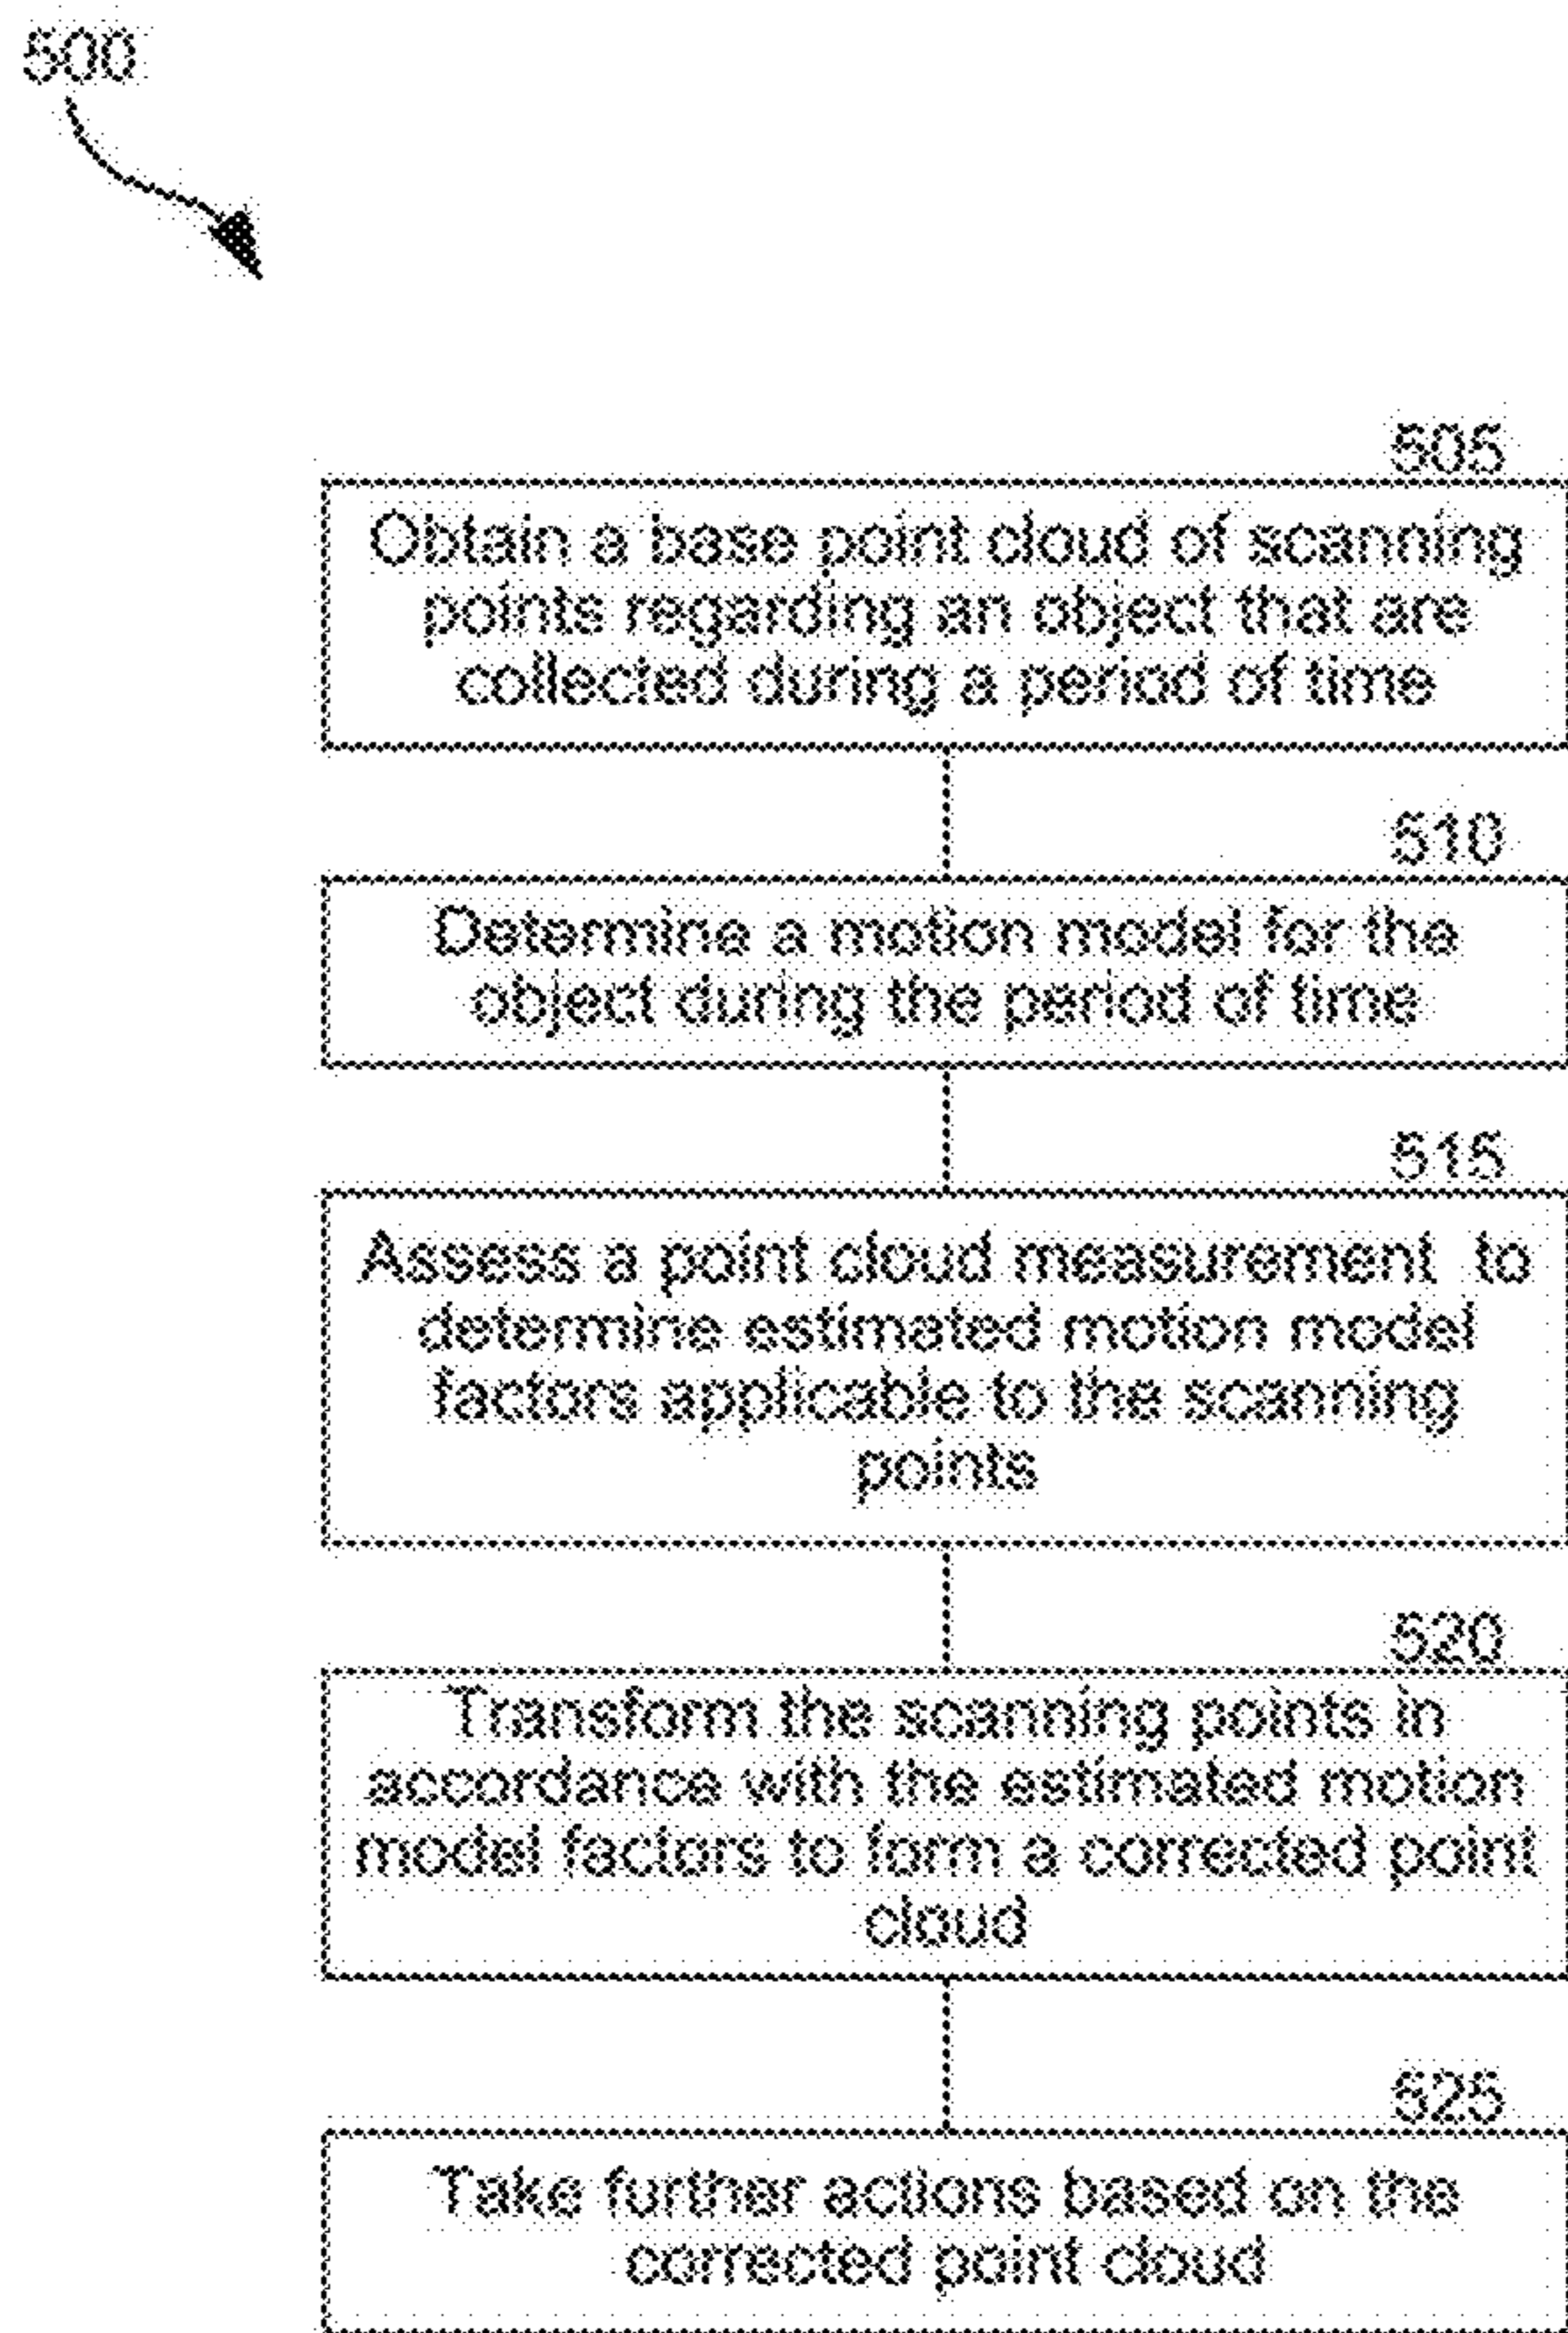 500
505
Obtain a base point cloud of scanning
points regarding an object that are
collected during a period of time
510
Determine a motion model for the
object during the period of time
515
Assess a point cloud measurement to
determine estimated motion model
factors applicable to the scanning
points
520
Transform the scanning points in
accordance with the estimated motion
model factors to form a corrected point
cloud
525
Take further actions based on the
corrected point cloud